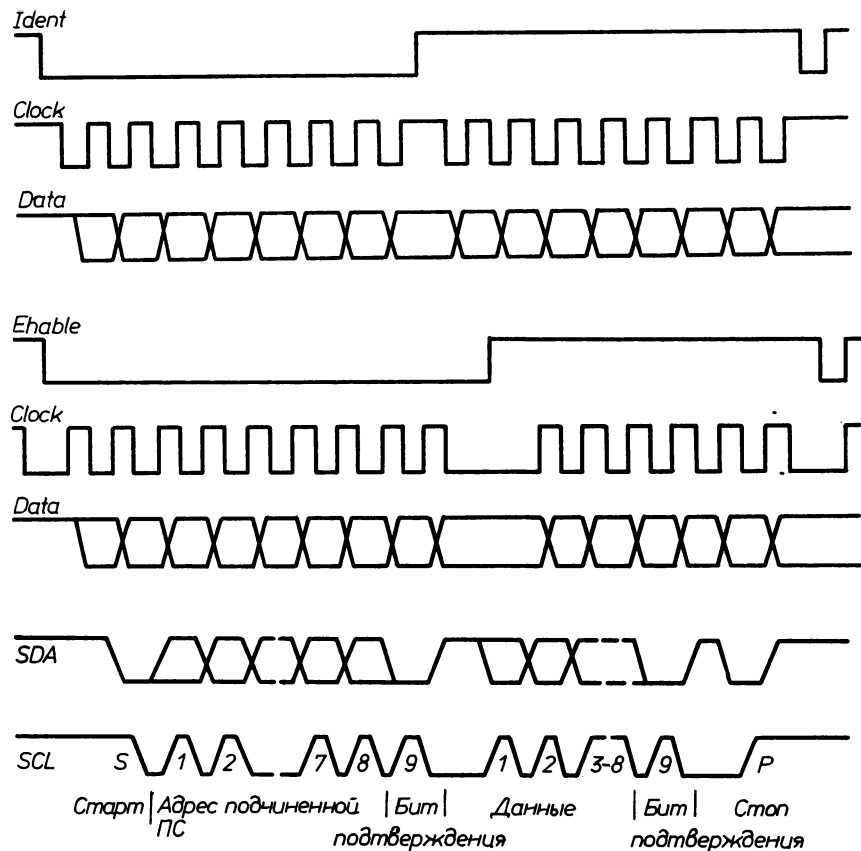 Ident
Clock
Data
Ehable
Clock
Data
SDA
SCL S 1 2 7 8 9 1 2 3-8 9 P
Старт Адрес подчиненной Бит Данные Бит Стоп
ПС подтверждения подтверждения